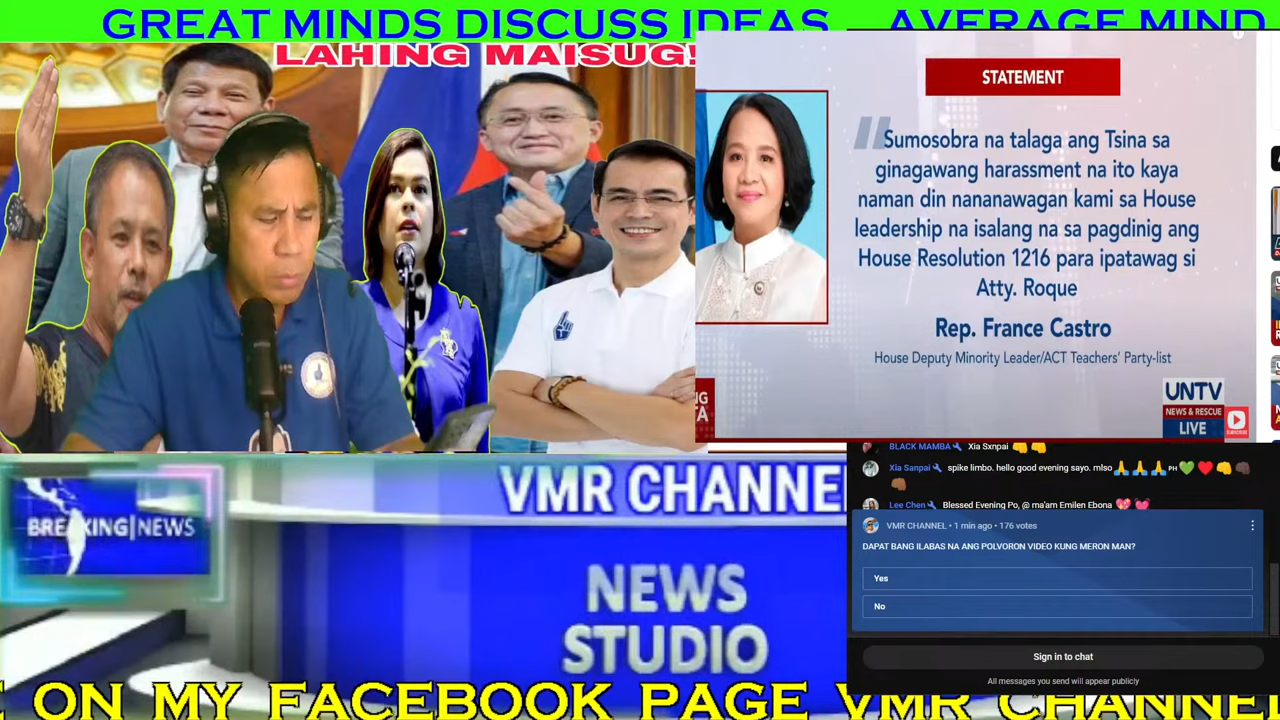 GREAT MINDS DISCUSS IDEAS AVERAGE MIND
LAHING MAISUG!
STATEMENT
"Sumosobra na talaga ang Tsina sa
ginagawang harassment na ito kaya
naman din nananawagan kami sa House
leadership na isalang na sa pagdinig ang
House Resolution 1216 para ipatawag si
Atty. Roque
Rep. France Castro
House Deputy Minority Leader/ACT Teachers' Party-list
UNTV
NEWS & RESCUE
LIVE
SUBSCRIBE
BLACK MAMBA Xia Sxnpai
Xia Sanpai spike limbo. hello good evening sayo. mlso 🙏🙏🙏 PH 💚❤️
Lee Chen Blessed Evening Po, @ ma'am Emilen Ebona
VMR CHANNEL • 1 min ago • 176 votes
DAPAT BANG ILABAS NA ANG POLVORON VIDEO KUNG MERON MAN?
Yes
No
Sign in to chat
All messages you send will appear publicly
VMR CHANNE
BREAKING|NEWS
NEWS
STUDIO
E ON MY FACEBOOK PAGE VMR CHANNEL